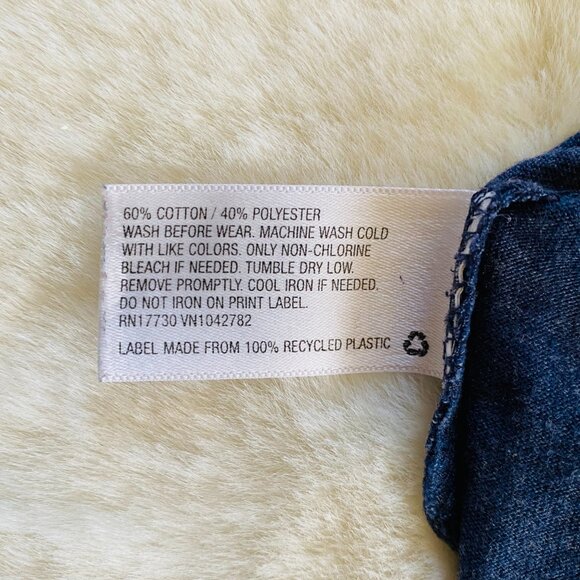 60% COTTON / 40% POLYESTER
WASH BEFORE WEAR. MACHINE WASH COLD
WITH LIKE COLORS. ONLY NON-CHLORINE
BLEACH IF NEEDED. TUMBLE DRY LOW.
REMOVE PROMPTLY. COOL IRON IF NEEDED.
DO NOT IRON ON PRINT LABEL.
RN17730 VN1042782
LABEL MADE FROM 100% RECYCLED PLASTIC